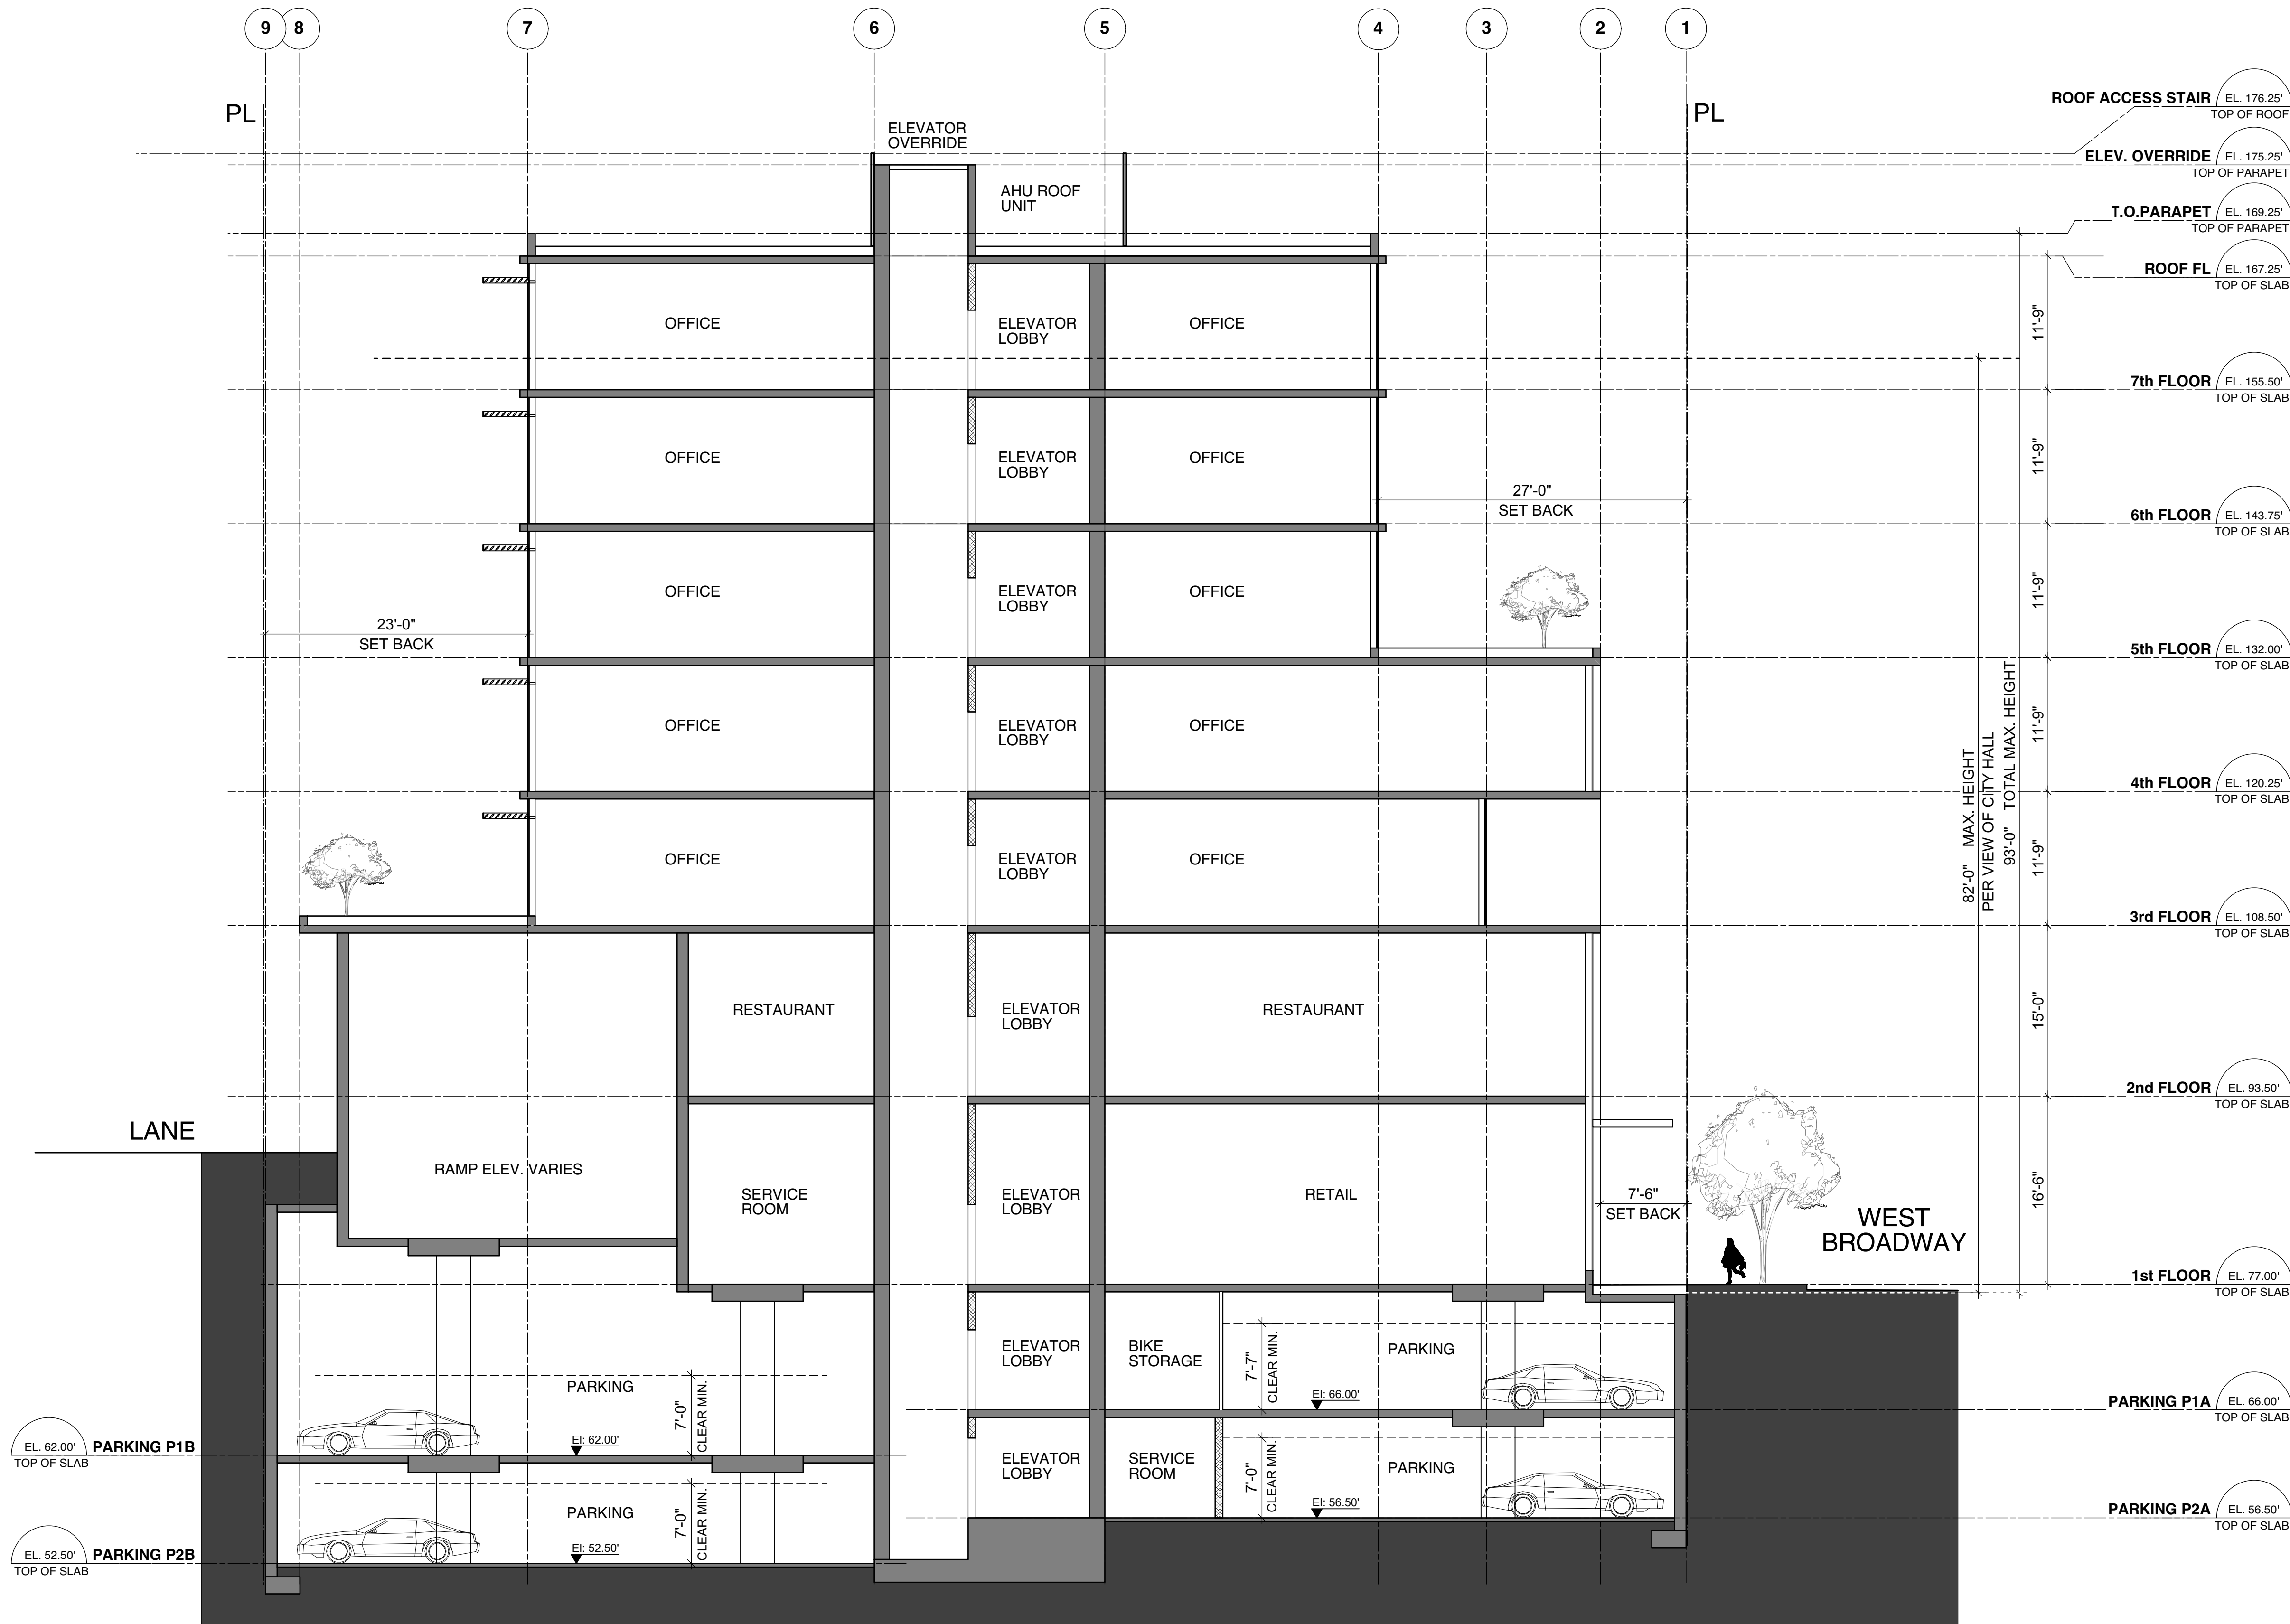 9 8 7 6 5 4 3 2 1
PL
PL
ROOF ACCESS STAIR EL. 176.25'
TOP OF ROOF
ELEVATOR
OVERRIDE
ELEV. OVERRIDE EL. 175.25'
TOP OF PARAPET
AHU ROOF
UNIT
T.O.PARAPET EL. 169.25'
TOP OF PARAPET
ROOF FL EL. 167.25'
TOP OF SLAB
OFFICE
ELEVATOR
LOBBY
OFFICE
11'-9"
7th FLOOR EL. 155.50'
TOP OF SLAB
OFFICE
ELEVATOR
LOBBY
OFFICE
11'-9"
27'-0"
SET BACK
6th FLOOR EL. 143.75'
TOP OF SLAB
OFFICE
ELEVATOR
LOBBY
OFFICE
11'-9"
23'-0"
SET BACK
5th FLOOR EL. 132.00'
TOP OF SLAB
OFFICE
ELEVATOR
LOBBY
OFFICE
11'-9"
82'-0" MAX. HEIGHT
PER VIEW OF CITY HALL
93'-0" TOTAL MAX. HEIGHT
4th FLOOR EL. 120.25'
TOP OF SLAB
OFFICE
ELEVATOR
LOBBY
OFFICE
11'-9"
3rd FLOOR EL. 108.50'
TOP OF SLAB
RESTAURANT
ELEVATOR
LOBBY
RESTAURANT
15'-0"
2nd FLOOR EL. 93.50'
TOP OF SLAB
LANE
RAMP ELEV. VARIES
SERVICE
ROOM
ELEVATOR
LOBBY
RETAIL
7'-6"
SET BACK
16'-6"
WEST
BROADWAY
1st FLOOR EL. 77.00'
TOP OF SLAB
PARKING
7'-0"
CLEAR MIN.
El: 62.00'
ELEVATOR
LOBBY
BIKE
STORAGE
7'-7"
CLEAR MIN.
PARKING
El: 66.00'
PARKING P1A EL. 66.00'
TOP OF SLAB
EL. 62.00' PARKING P1B
TOP OF SLAB
PARKING
7'-0"
CLEAR MIN.
El: 52.50'
ELEVATOR
LOBBY
SERVICE
ROOM
7'-0"
CLEAR MIN.
PARKING
El: 56.50'
PARKING P2A EL. 56.50'
TOP OF SLAB
EL. 52.50' PARKING P2B
TOP OF SLAB